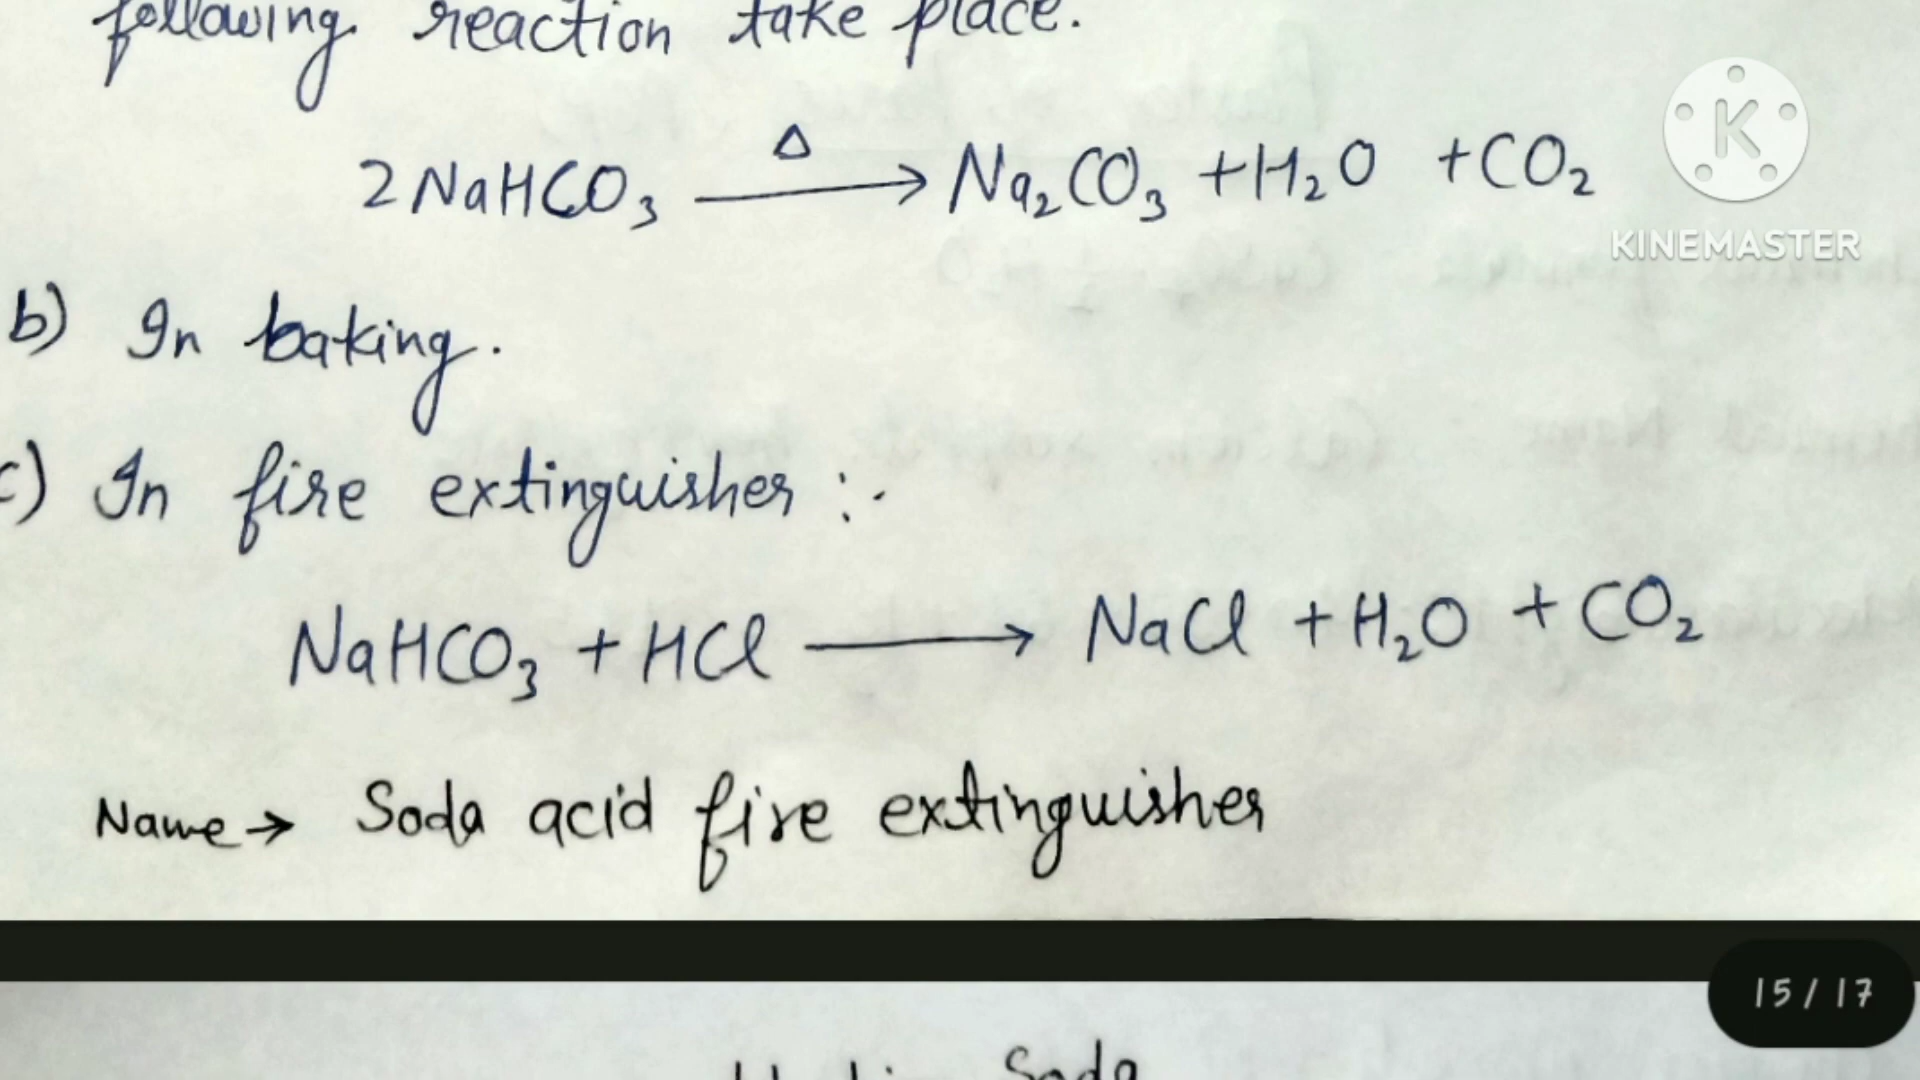 following reaction take place.
2NaHCO₃ —Δ→ Na₂CO₃ + H₂O + CO₂
K
KINEMASTER
b) In baking.
c) In fire extinguisher :-
NaHCO₃ + HCl ⟶ NaCl + H₂O + CO₂
Name → Soda acid fire extinguisher
15 / 17
Soda